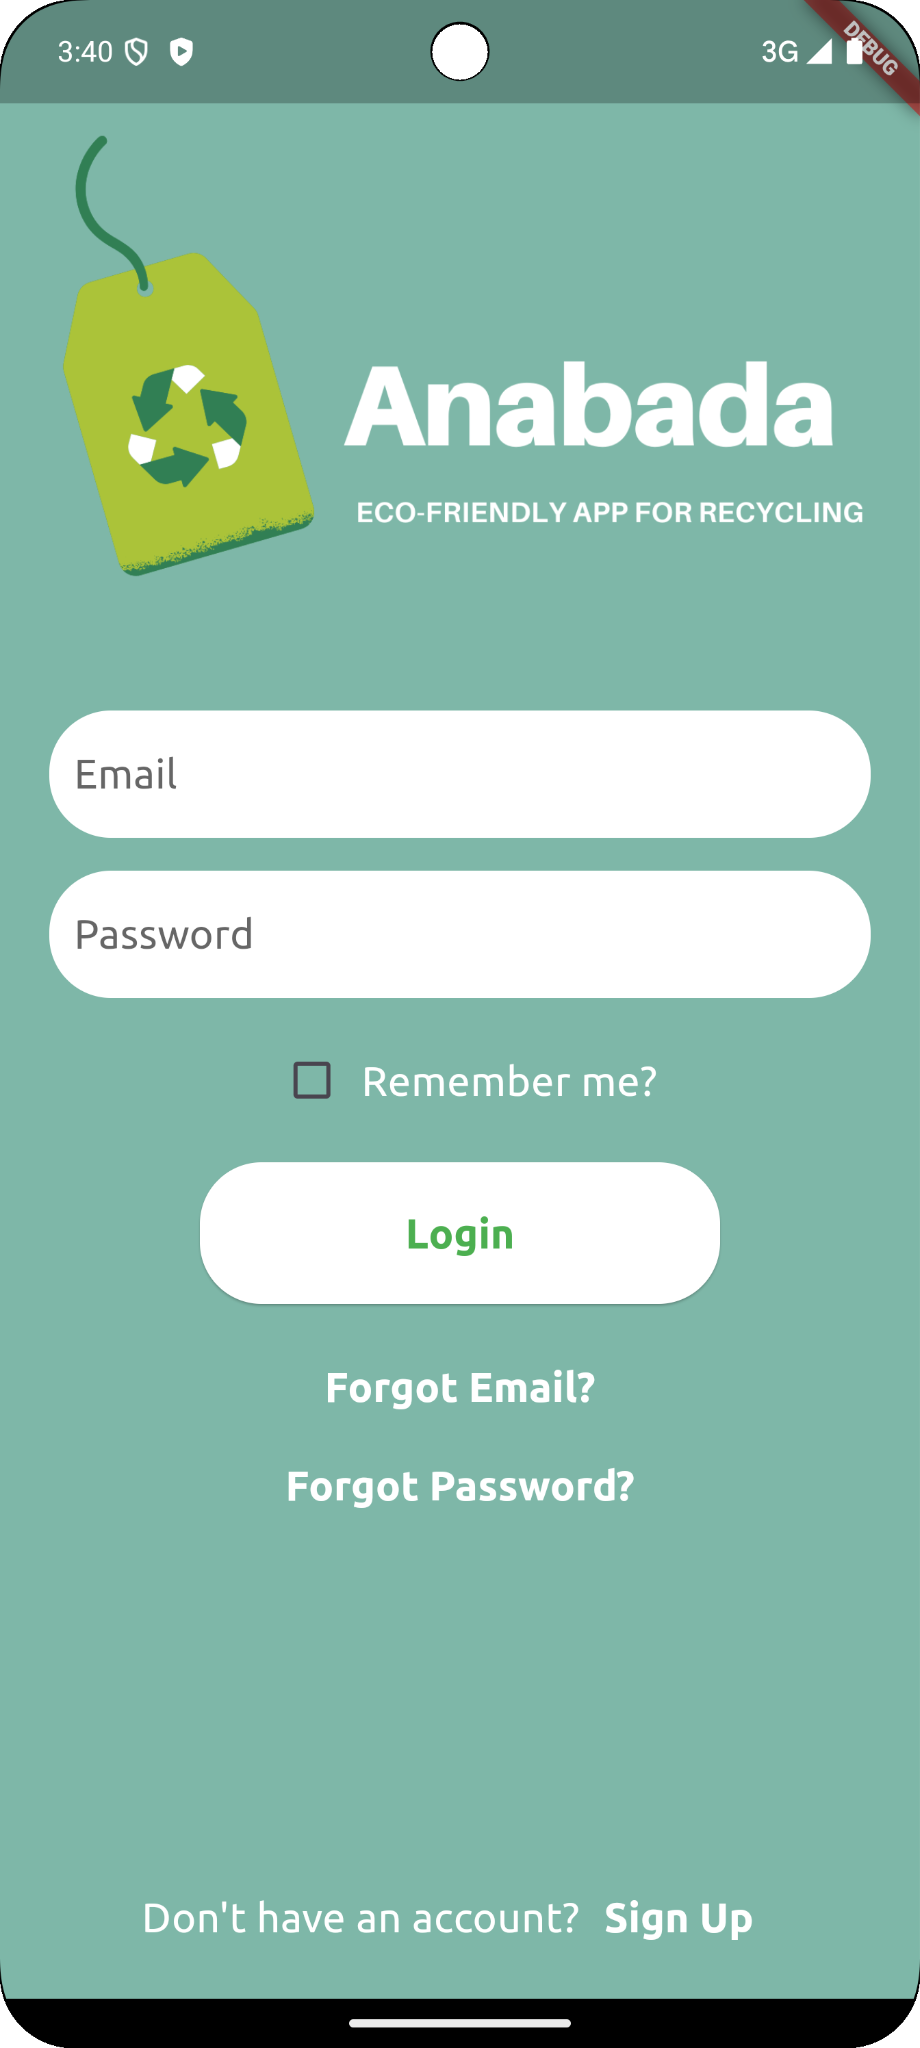 3:40
3G
DEBUG
Anabada
ECO-FRIENDLY APP FOR RECYCLING
Email
Password
Remember me?
Login
Forgot Email?
Forgot Password?
Don't have an account? Sign Up